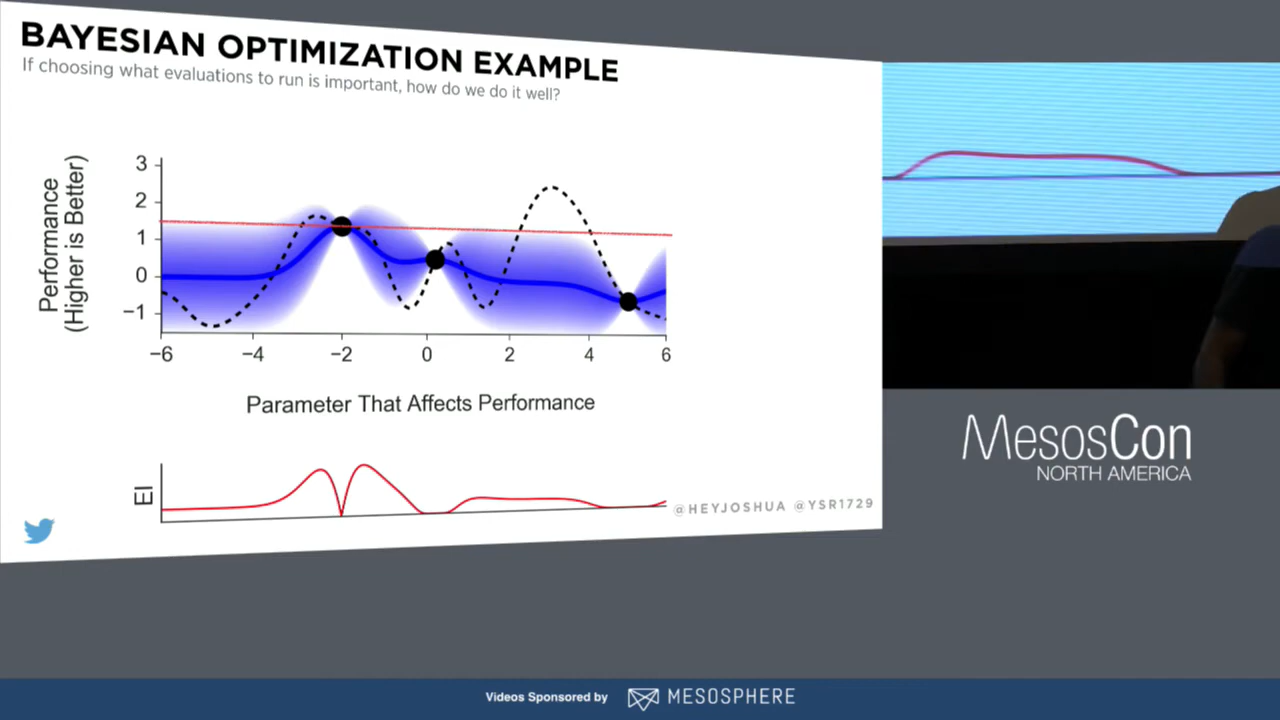 BAYESIAN OPTIMIZATION EXAMPLE
If choosing what evaluations to run is important, how do we do it well?
Performance
(Higher is Better)
3
2
1
0
−1
−6
−4
−2
0
2
4
6
Parameter That Affects Performance
EI
@HEYJOSHUA @YSR1729
MesosCon
NORTH AMERICA
Videos Sponsored by
MESOSPHERE